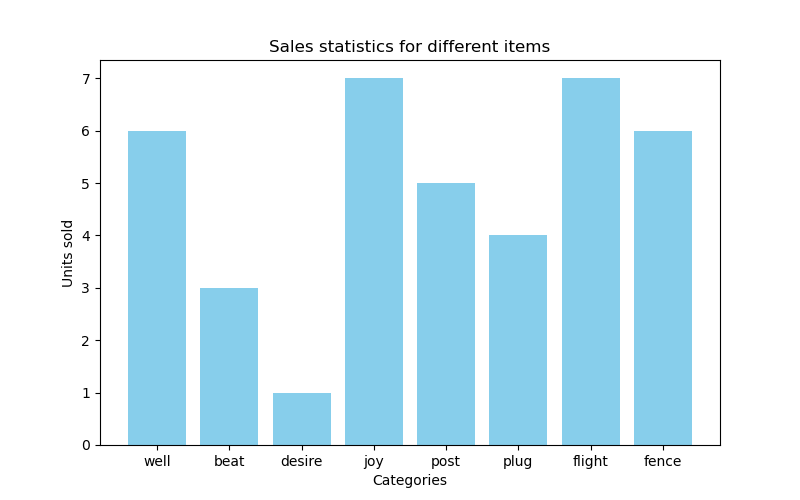 Sales statistics for different items
Units sold
7
6
5
4
3
2
1
0
well beat desire joy post plug flight fence
Categories